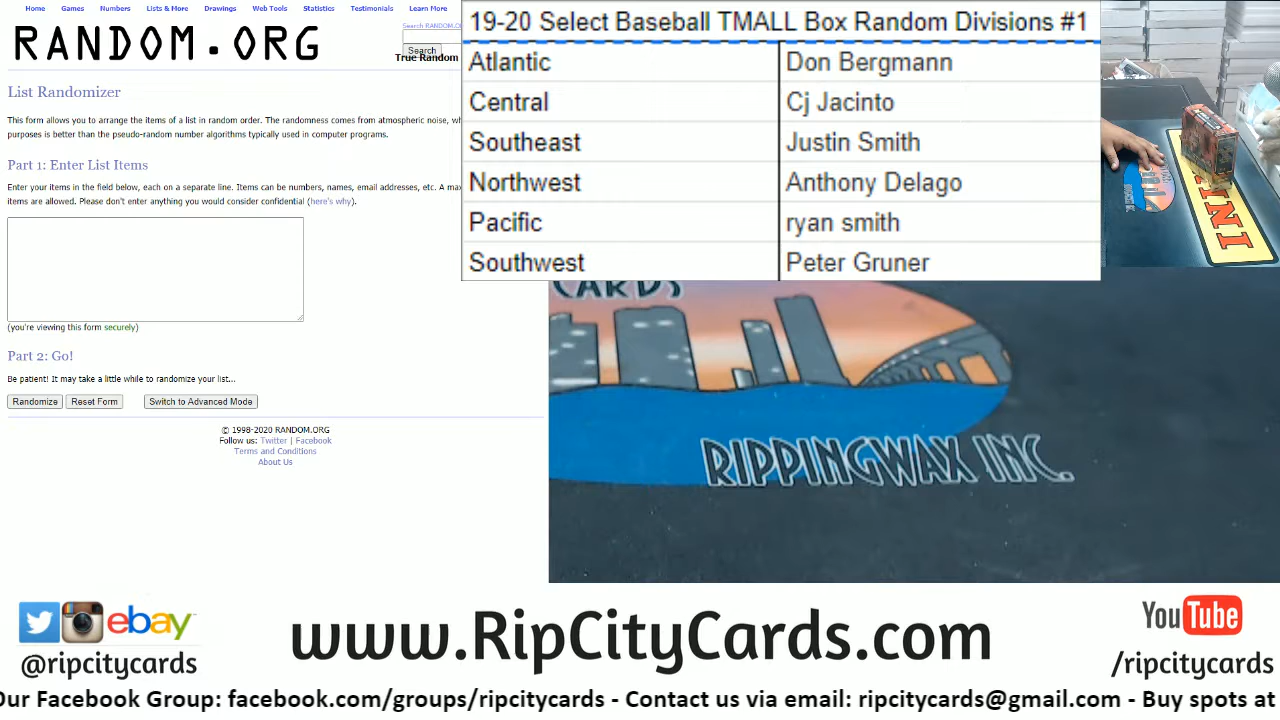 Home Games Numbers Lists & More Drawings Web Tools Statistics Testimonials Learn More
RANDOM.ORG
Search RANDOM.O
Search
True Random
List Randomizer
This form allows you to arrange the items of a list in random order. The randomness comes from atmospheric noise, wh
purposes is better than the pseudo-random number algorithms typically used in computer programs.
Part 1: Enter List Items
Enter your items in the field below, each on a separate line. Items can be numbers, names, email addresses, etc. A max
items are allowed. Please don't enter anything you would consider confidential (here's why).
(you're viewing this form securely)
Part 2: Go!
Be patient! It may take a little while to randomize your list...
Randomize Reset Form Switch to Advanced Mode
© 1998-2020 RANDOM.ORG
Follow us: Twitter | Facebook
Terms and Conditions
About Us
19-20 Select Baseball TMALL Box Random Divisions #1
Atlantic Don Bergmann
Central Cj Jacinto
Southeast Justin Smith
Northwest Anthony Delago
Pacific ryan smith
Southwest Peter Gruner
INI
CARDS
RIPPINGWAX INC.
ebay
@ripcitycards
www.RipCityCards.com
YouTube
/ripcitycards
Our Facebook Group: facebook.com/groups/ripcitycards - Contact us via email: ripcitycards@gmail.com - Buy spots at